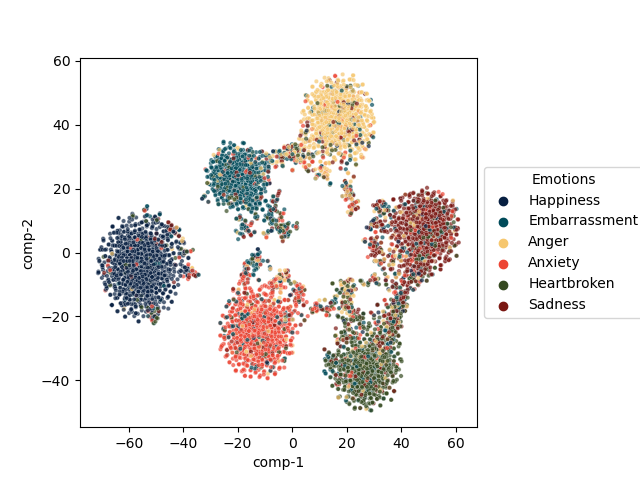 60
40
20
0
−20
−40
−60
−40
−20
0
20
40
60
comp-1
comp-2
Emotions
Happiness
Embarrassment
Anger
Anxiety
Heartbroken
Sadness